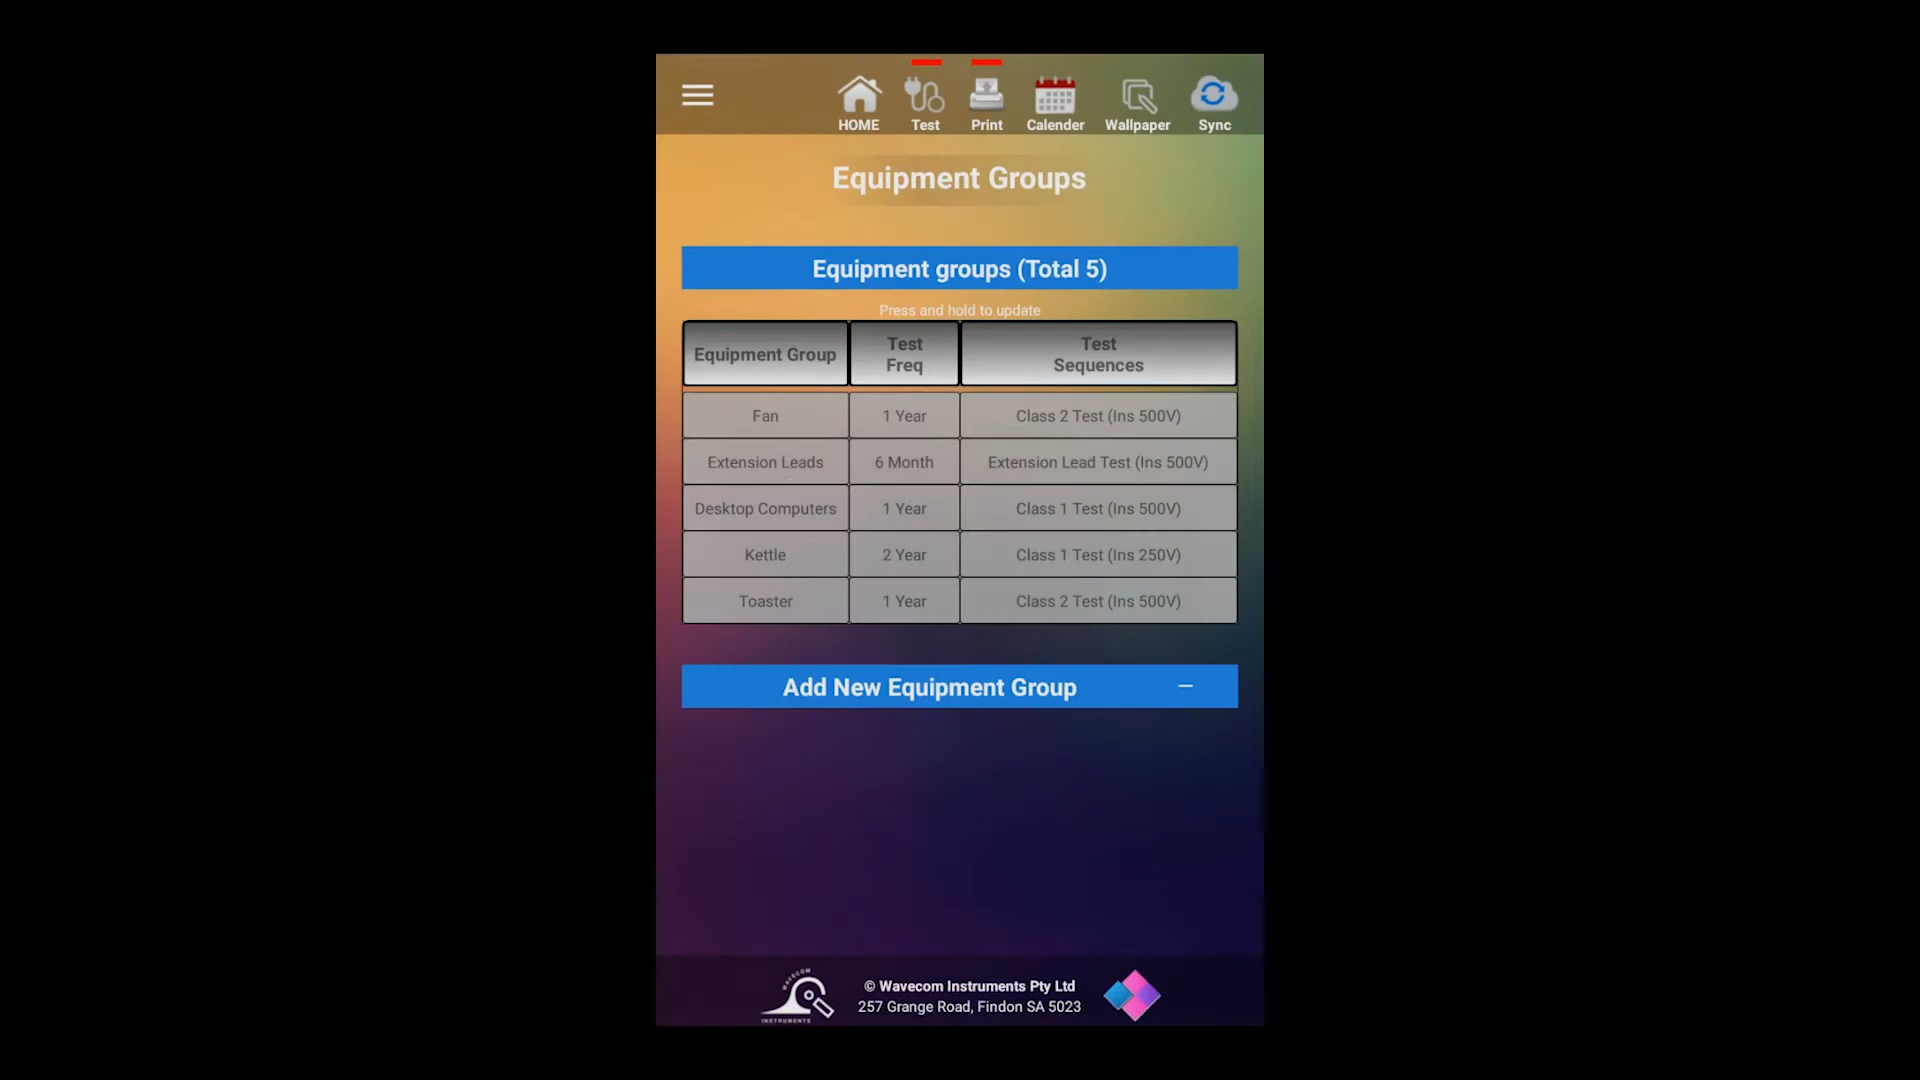 HOME Test Print Calender Wallpaper Sync
Equipment Groups
Equipment groups (Total 5)
Press and hold to update
Equipment Group Test Freq Test Sequences
Fan 1 Year Class 2 Test (Ins 500V)
Extension Leads 6 Month Extension Lead Test (Ins 500V)
Desktop Computers 1 Year Class 1 Test (Ins 500V)
Kettle 2 Year Class 1 Test (Ins 250V)
Toaster 1 Year Class 2 Test (Ins 500V)
Add New Equipment Group −
WAVECOM
INSTRUMENTS
© Wavecom Instruments Pty Ltd
257 Grange Road, Findon SA 5023